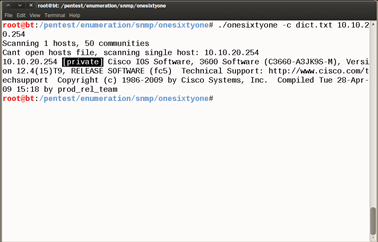 root@bt: /pentest/enumeration/snmp/onesixtyone
File Edit View Terminal Help
root@bt:/pentest/enumeration/snmp/onesixtyone# ./onesixtyone -c dict.txt 10.10.2
0.254
Scanning 1 hosts, 50 communities
Cant open hosts file, scanning single host: 10.10.20.254
10.10.20.254 [private] Cisco IOS Software, 3600 Software (C3660-A3JK9S-M), Versi
on 12.4(15)T9, RELEASE SOFTWARE (fc5)  Technical Support: http://www.cisco.com/t
echsupport  Copyright (c) 1986-2009 by Cisco Systems, Inc.  Compiled Tue 28-Apr-
09 15:18 by prod_rel_team
root@bt:/pentest/enumeration/snmp/onesixtyone#